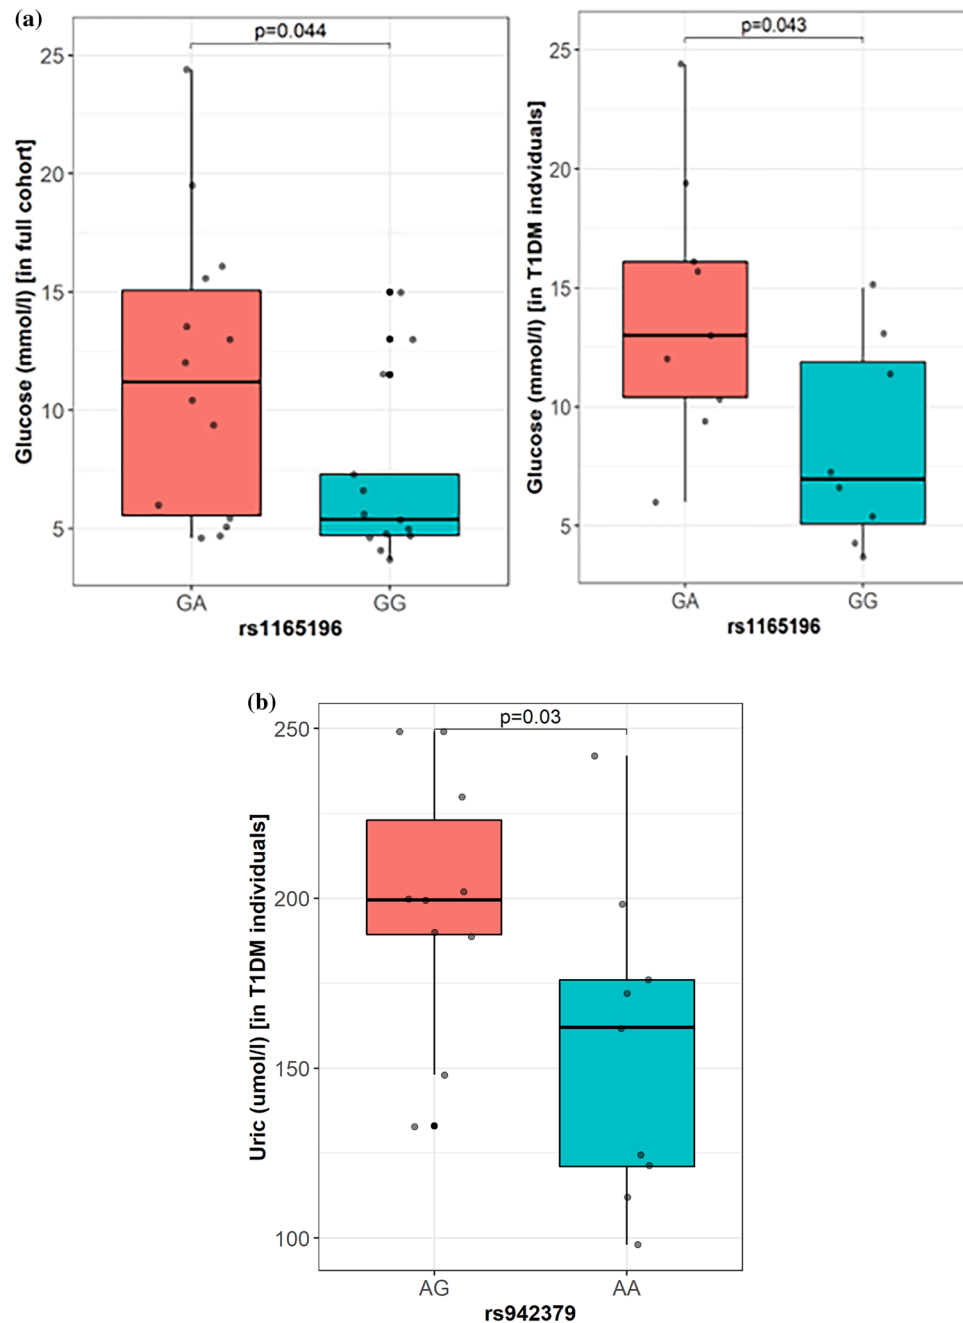 (a)
p=0.044
Glucose (mmol/l) [in full cohort]
25
20
15
10
5
GA GG
rs1165196
p=0.043
Glucose (mmol/l) [in T1DM indviduals]
25
20
15
10
5
GA GG
rs1165196
(b)
p=0.03
Uric (umol/l) [in T1DM individuals]
250
200
150
100
AG AA
rs942379